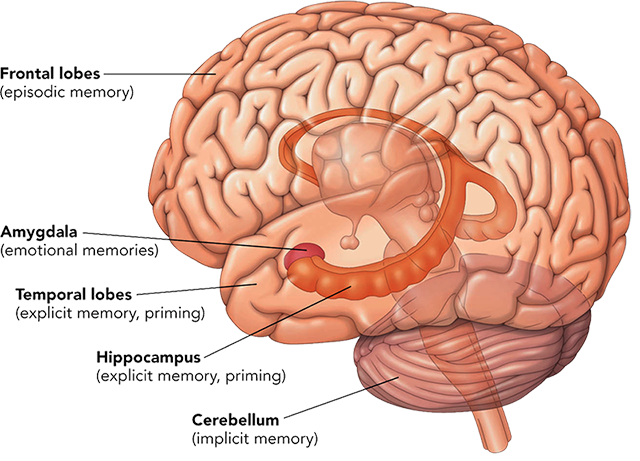 Frontal lobes
(episodic memory)
Amygdala
(emotional memories)
Temporal lobes
(explicit memory, priming)
Hippocampus
(explicit memory, priming)
Cerebellum
(implicit memory)